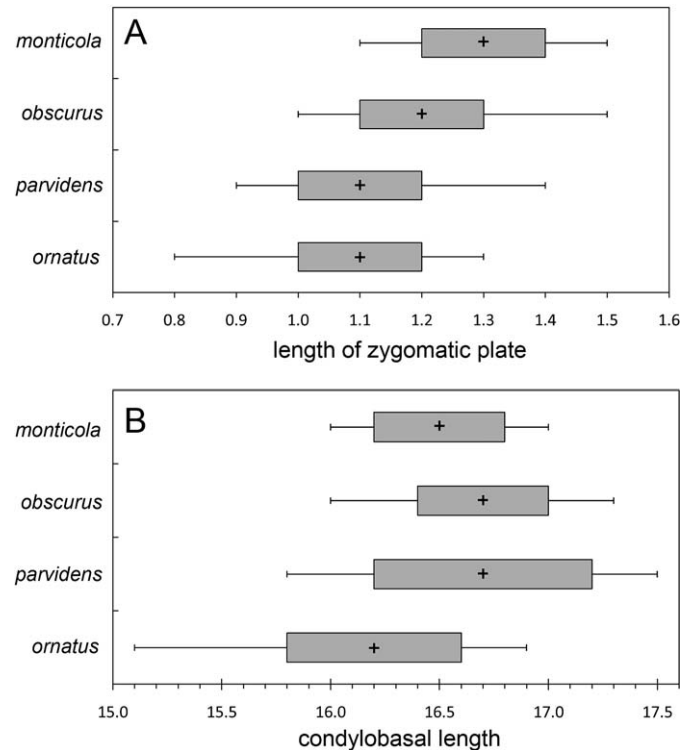 A
monticola
obscurus
parvidens
ornatus
0.7 0.8 0.9 1.0 1.1 1.2 1.3 1.4 1.5 1.6
length of zygomatic plate
B
monticola
obscurus
parvidens
ornatus
15.0 15.5 16.0 16.5 17.0 17.5
condylobasal length